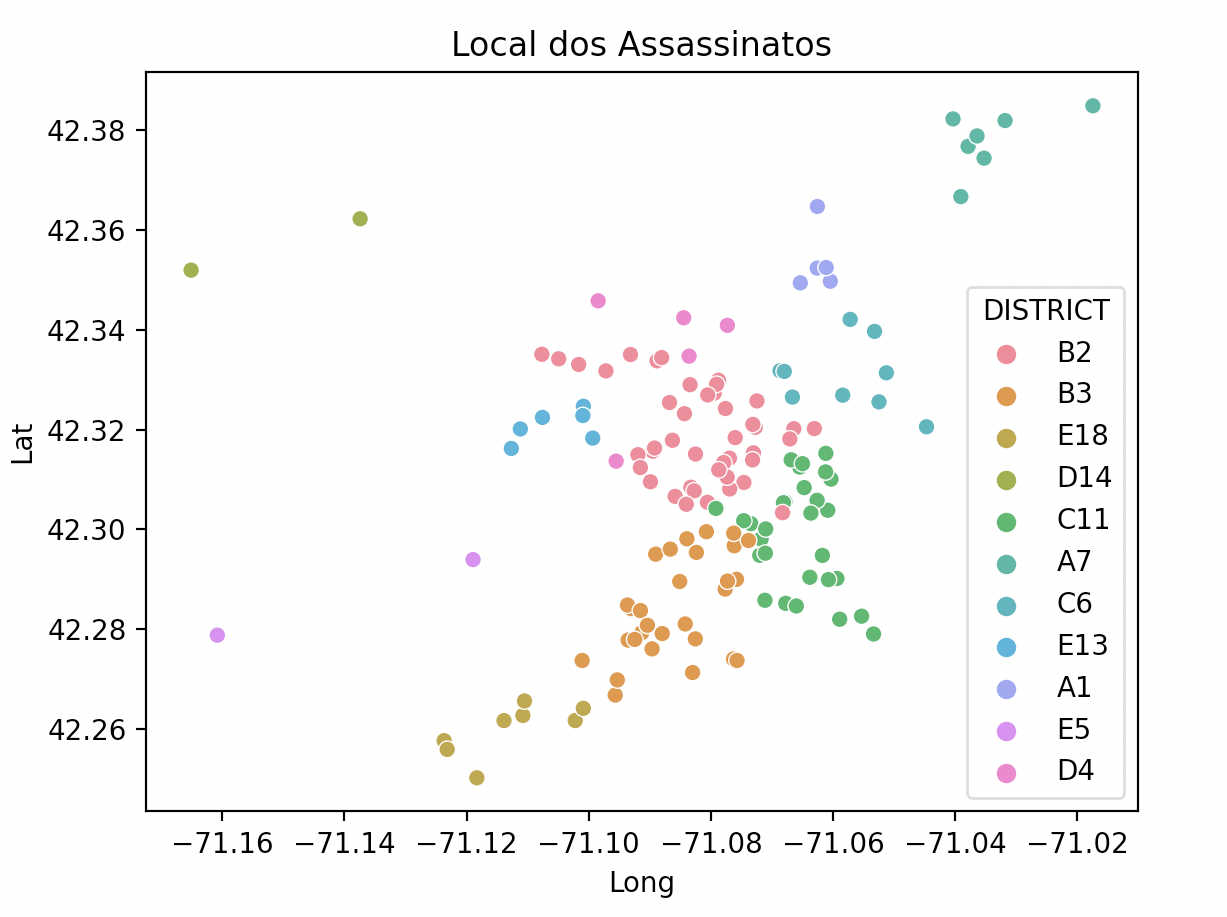 Local dos Assassinatos
42.38
42.36
42.34
42.32
42.30
42.28
42.26
Lat
DISTRICT
B2
B3
E18
D14
C11
A7
C6
E13
A1
E5
D4
−71.16 −71.14 −71.12 −71.10 −71.08 −71.06 −71.04 −71.02
Long